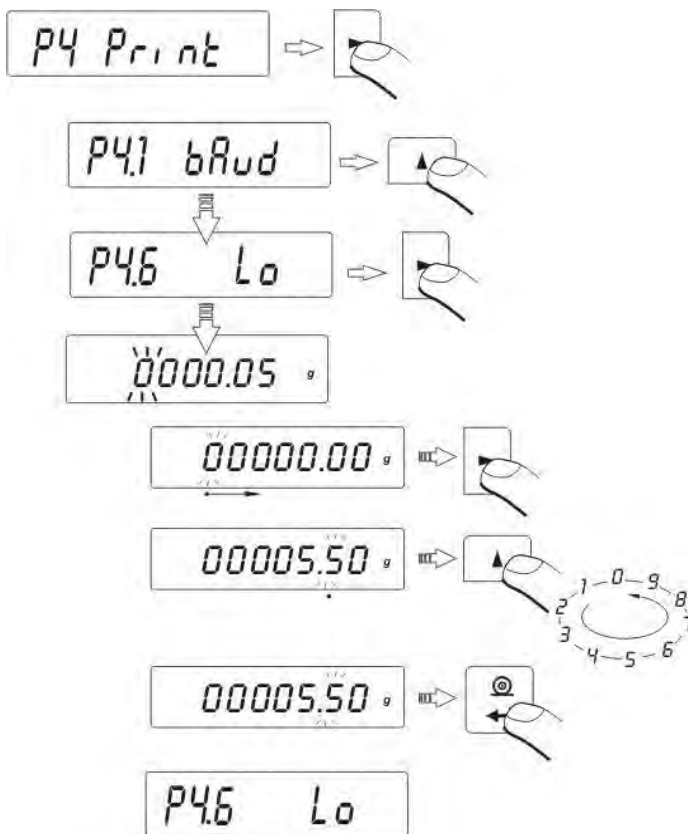 P4 Print
P4.1 bAud
P4.6 Lo
0000.05 g
00000.00 g
00005.50 g
1 0 9 8 7 6 5 4 3 2
00005.50 g
P4.6 Lo